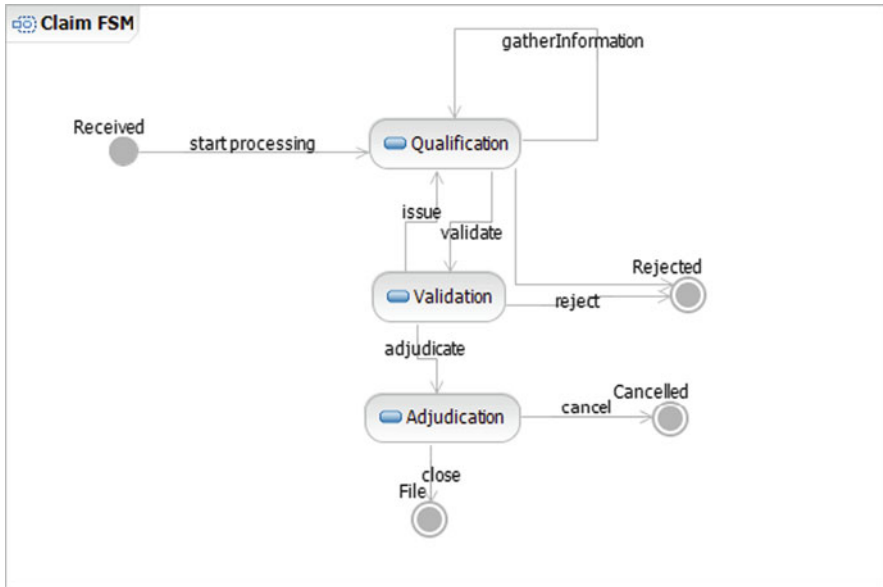 Claim FSM
gatherInformation
Received
start processing
Qualification
issue
validate
Rejected
Validation
reject
adjudicate
Cancelled
Adjudication
cancel
close
File